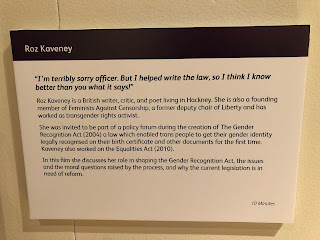 Roz Kaveney
"I'm terribly sorry officer. But I helped write the law, so I think I know
better than you what it says!"
Roz Kaveney is a British writer, critic, and poet living in Hackney. She is also a founding
member of Feminists Against Censorship, a former deputy chair of Liberty and has
worked as transgender rights activist.
She was invited to be part of a policy forum during the creation of The Gender
Recognition Act (2004) a law which enabled trans people to get their gender identity
legally recognised on their birth certificate and other documents for the first time.
Kaveney also worked on the Equalities Act (2010).
In this film she discusses her role in shaping the Gender Recognition Act, the issues
and the moral questions raised by the process, and why the current legislation is in
need of reform.
10 Minutes